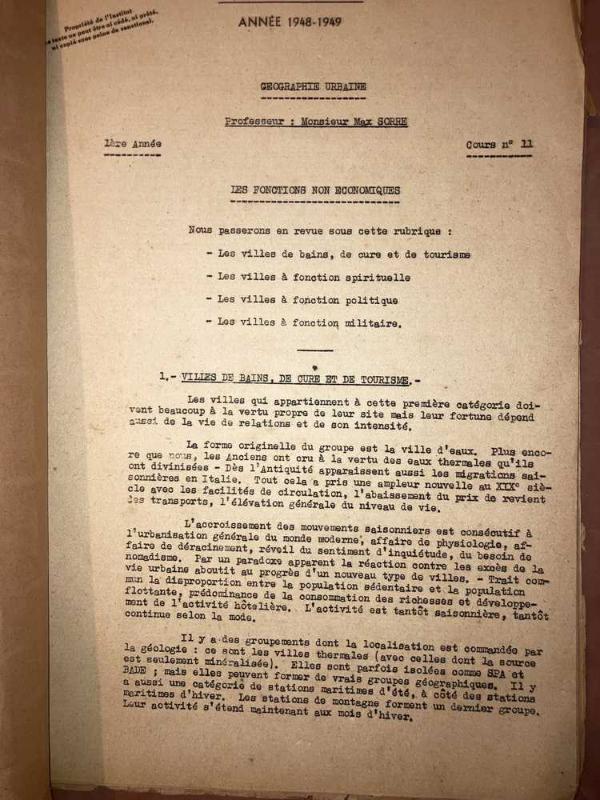 ANNÉE 1948-1949
Propriété de l'Institut
texte ne peut être ni cédé, ni prêté,
ni copié sous peine de sanctions.
GEOGRAPHIE URBAINE
Professeur : Monsieur Max SORRE
1ère Année
Cours n° 11
LES FONCTIONS NON ECONOMIQUES
Nous passerons en revue sous cette rubrique :
- Les villes de bains, de cure et de tourisme
- Les villes à fonction spirituelle
- Les villes à fonction politique
- Les villes à fonction militaire.
1.- VILLES DE BAINS, DE CURE ET DE TOURISME.-
Les villes qui appartiennent à cette première catégorie doi-
vent beaucoup à la vertu propre de leur site mais leur fortune dépend
aussi de la vie de relations et de son intensité.
La forme originelle du groupe est la ville d'eaux. Plus enco-
re que nous, les Anciens ont cru à la vertu des eaux thermales qu'ils
ont divinisées - Dès l'Antiquité apparaissent aussi les migrations sai-
sonnières en Italie. Tout cela a pris une ampleur nouvelle au XIX° siè-
cle avec les facilités de circulation, l'abaissement du prix de revient
des transports, l'élévation générale du niveau de vie.
L'accroissement des mouvements saisonniers est consécutif à
l'urbanisation générale du monde moderne, affaire de physiologie, af-
faire de déracinement, réveil du sentiment d'inquiétude, du besoin de
nomadisme. Par un paradoxe apparent la réaction contre les excès de la
vie urbaine aboutit au progrès d'un nouveau type de villes. - Trait com-
mun la disproportion entre la population sédentaire et la population
flottante, prédominance de la consommation des richesses et développe-
ment de l'activité hôtelière. L'activité est tantôt saisonnière, tantôt
continue selon la mode.
Il y a des groupements dont la localisation est commandée par
la géologie : ce sont les villes thermales (avec celles dont la source
est seulement minéralisée). Elles sont parfois isolées comme SPA et
BADE ; mais elles peuvent former de vrais groupes géographiques. Il y
a aussi une catégorie de stations maritimes d'été, à côté des stations
maritimes d'hiver. Les stations de montagne forment un dernier groupe.
Leur activité s'étend maintenant aux mois d'hiver.